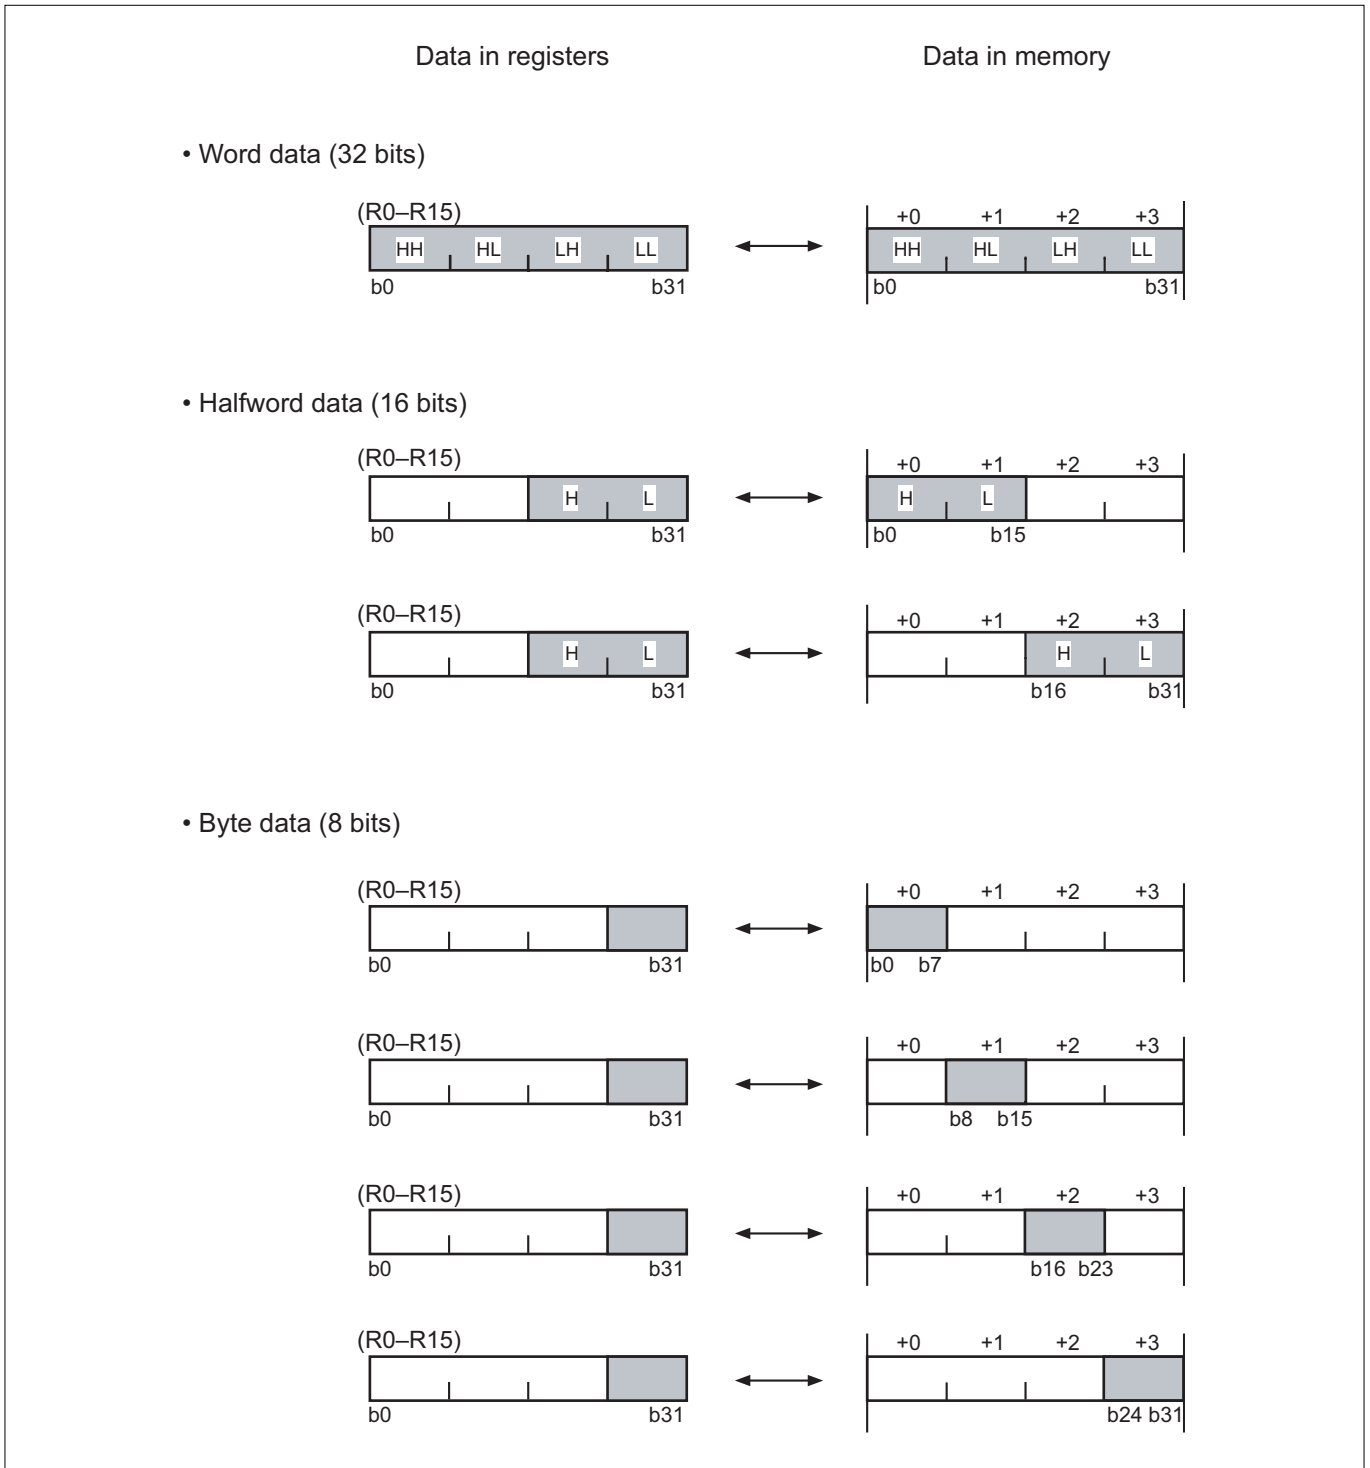 Data in registers Data in memory
• Word data (32 bits)
(R0–R15) +0 +1 +2 +3
HH HL LH LL HH HL LH LL
b0 b31 b0 b31
• Halfword data (16 bits)
(R0–R15) +0 +1 +2 +3
H L H L
b0 b31 b0 b15
(R0–R15) +0 +1 +2 +3
H L H L
b0 b31 b16 b31
• Byte data (8 bits)
(R0–R15) +0 +1 +2 +3
b0 b31 b0 b7
(R0–R15) +0 +1 +2 +3
b0 b31 b8 b15
(R0–R15) +0 +1 +2 +3
b0 b31 b16 b23
(R0–R15) +0 +1 +2 +3
b0 b31 b24 b31